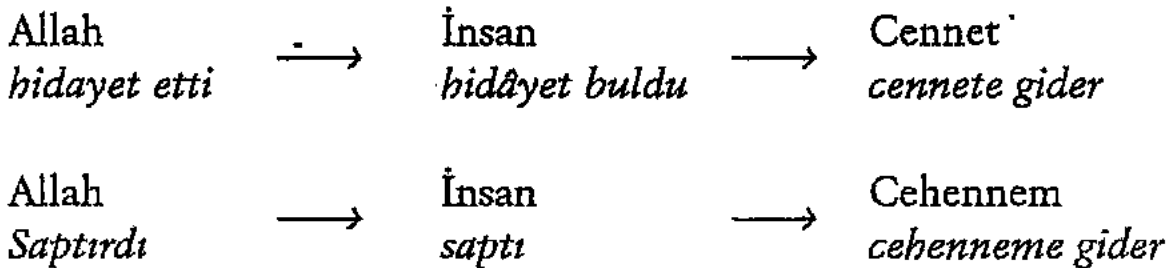 Allah → İnsan → Cennet
hidayet etti hidâyet buldu cennete gider
Allah → İnsan → Cehennem
Saptırdı saptı cehenneme gider